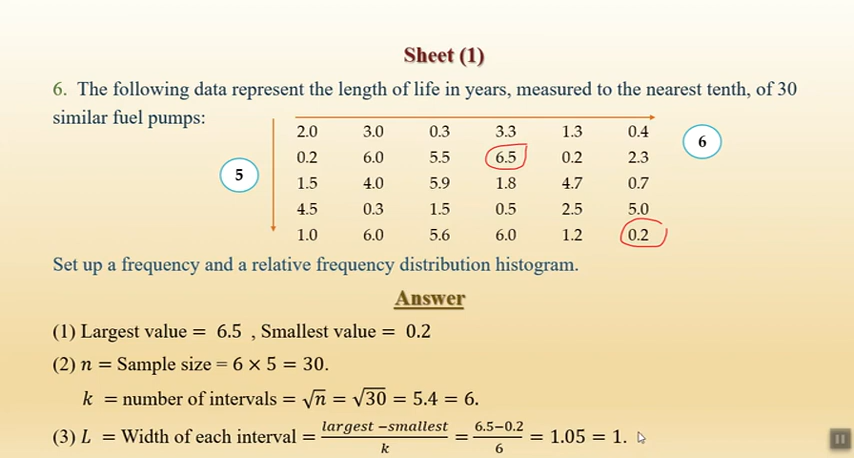 Sheet (1)
6. The following data represent the length of life in years, measured to the nearest tenth, of 30
similar fuel pumps:
2.0 3.0 0.3 3.3 1.3 0.4
6
0.2 6.0 5.5 6.5 0.2 2.3
5
1.5 4.0 5.9 1.8 4.7 0.7
4.5 0.3 1.5 0.5 2.5 5.0
1.0 6.0 5.6 6.0 1.2 0.2
Set up a frequency and a relative frequency distribution histogram.
Answer
(1) Largest value = 6.5 , Smallest value = 0.2
(2) n = Sample size = 6 × 5 = 30.
k = number of intervals = √n = √30 = 5.4 = 6.
(3) L = Width of each interval = largest −smallest / k = 6.5−0.2 / 6 = 1.05 = 1.